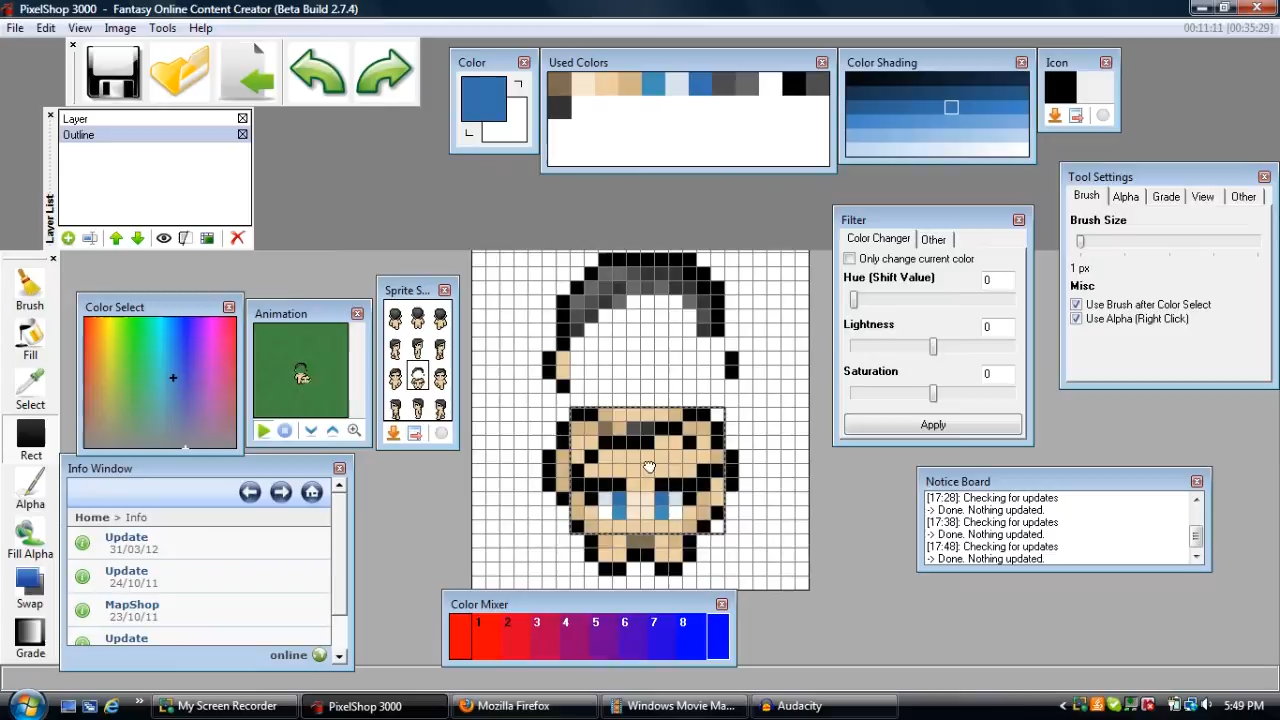 PixelShop 3000 - Fantasy Online Content Creator (Beta Build 2.7.4)
File Edit View Image Tools Help
00:11:11 [00:35:29]
Layer
Outline
Layer List
Color
Used Colors
Color Shading
Icon
Tool Settings
Brush Alpha Grade View Other
Brush Size
1 px
Misc
Use Brush after Color Select
Use Alpha (Right Click)
Filter
Color Changer Other
Only change current color
Hue (Shift Value) 0
Lightness 0
Saturation 0
Apply
Brush
Fill
Select
Rect
Alpha
Fill Alpha
Swap
Grade
Color Select
Animation
Sprite S...
Info Window
Home > Info
Update
31/03/12
Update
24/10/11
MapShop
23/10/11
Update
online
Notice Board
[17:28]: Checking for updates
-> Done. Nothing updated.
[17:38]: Checking for updates
-> Done. Nothing updated.
[17:48]: Checking for updates
-> Done. Nothing updated.
Color Mixer
1 2 3 4 5 6 7 8
My Screen Recorder
PixelShop 3000
Mozilla Firefox
Windows Movie Ma...
Audacity
5:49 PM